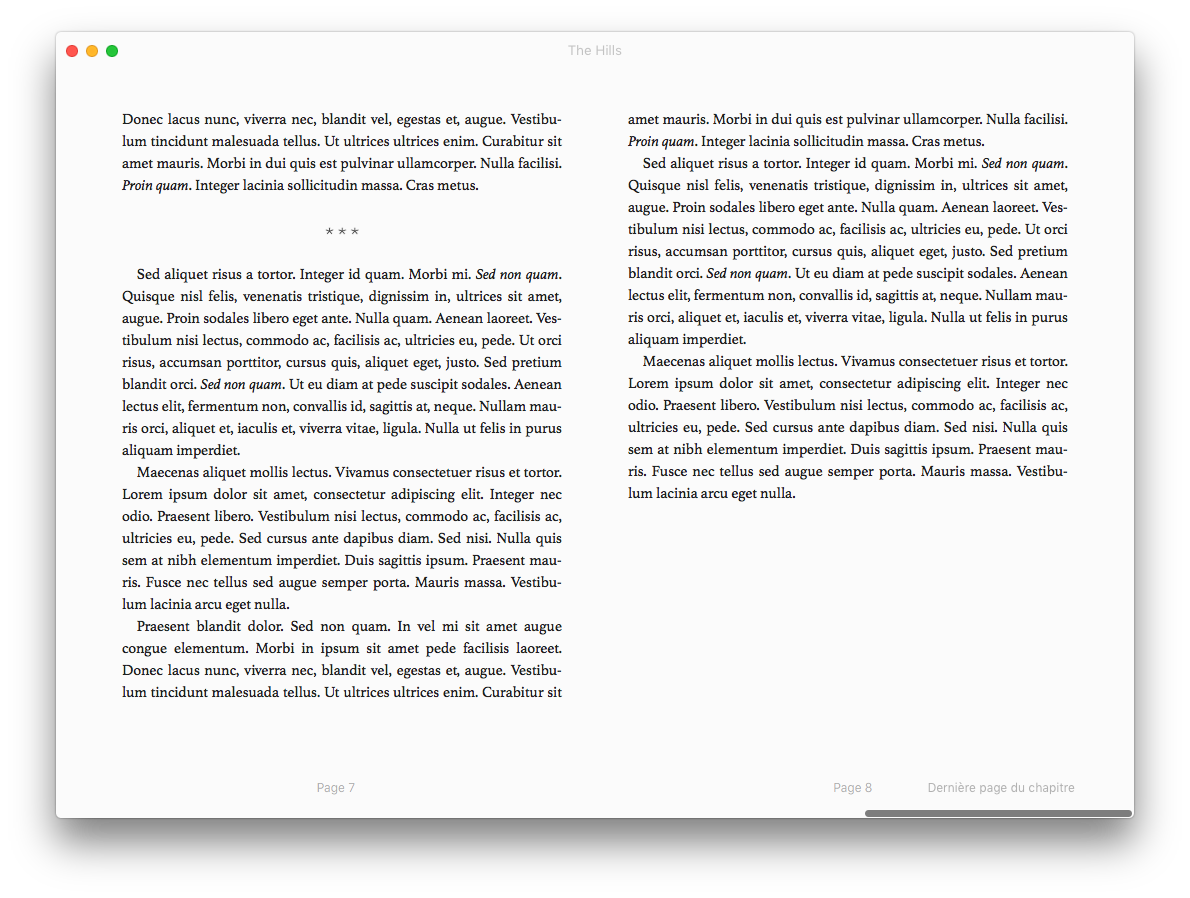 The Hills
Donec lacus nunc, viverra nec, blandit vel, egestas et, augue. Vestibu-
lum tincidunt malesuada tellus. Ut ultrices ultrices enim. Curabitur sit
amet mauris. Morbi in dui quis est pulvinar ullamcorper. Nulla facilisi.
Proin quam. Integer lacinia sollicitudin massa. Cras metus.
* * *
Sed aliquet risus a tortor. Integer id quam. Morbi mi. Sed non quam.
Quisque nisl felis, venenatis tristique, dignissim in, ultrices sit amet,
augue. Proin sodales libero eget ante. Nulla quam. Aenean laoreet. Ves-
tibulum nisi lectus, commodo ac, facilisis ac, ultricies eu, pede. Ut orci
risus, accumsan porttitor, cursus quis, aliquet eget, justo. Sed pretium
blandit orci. Sed non quam. Ut eu diam at pede suscipit sodales. Aenean
lectus elit, fermentum non, convallis id, sagittis at, neque. Nullam mau-
ris orci, aliquet et, iaculis et, viverra vitae, ligula. Nulla ut felis in purus
aliquam imperdiet.
Maecenas aliquet mollis lectus. Vivamus consectetuer risus et tortor.
Lorem ipsum dolor sit amet, consectetur adipiscing elit. Integer nec
odio. Praesent libero. Vestibulum nisi lectus, commodo ac, facilisis ac,
ultricies eu, pede. Sed cursus ante dapibus diam. Sed nisi. Nulla quis
sem at nibh elementum imperdiet. Duis sagittis ipsum. Praesent mau-
ris. Fusce nec tellus sed augue semper porta. Mauris massa. Vestibu-
lum lacinia arcu eget nulla.
Praesent blandit dolor. Sed non quam. In vel mi sit amet augue
congue elementum. Morbi in ipsum sit amet pede facilisis laoreet.
Donec lacus nunc, viverra nec, blandit vel, egestas et, augue. Vestibu-
lum tincidunt malesuada tellus. Ut ultrices ultrices enim. Curabitur sit
Page 7
amet mauris. Morbi in dui quis est pulvinar ullamcorper. Nulla facilisi.
Proin quam. Integer lacinia sollicitudin massa. Cras metus.
Sed aliquet risus a tortor. Integer id quam. Morbi mi. Sed non quam.
Quisque nisl felis, venenatis tristique, dignissim in, ultrices sit amet,
augue. Proin sodales libero eget ante. Nulla quam. Aenean laoreet. Ves-
tibulum nisi lectus, commodo ac, facilisis ac, ultricies eu, pede. Ut orci
risus, accumsan porttitor, cursus quis, aliquet eget, justo. Sed pretium
blandit orci. Sed non quam. Ut eu diam at pede suscipit sodales. Aenean
lectus elit, fermentum non, convallis id, sagittis at, neque. Nullam mau-
ris orci, aliquet et, iaculis et, viverra vitae, ligula. Nulla ut felis in purus
aliquam imperdiet.
Maecenas aliquet mollis lectus. Vivamus consectetuer risus et tortor.
Lorem ipsum dolor sit amet, consectetur adipiscing elit. Integer nec
odio. Praesent libero. Vestibulum nisi lectus, commodo ac, facilisis ac,
ultricies eu, pede. Sed cursus ante dapibus diam. Sed nisi. Nulla quis
sem at nibh elementum imperdiet. Duis sagittis ipsum. Praesent mau-
ris. Fusce nec tellus sed augue semper porta. Mauris massa. Vestibu-
lum lacinia arcu eget nulla.
Page 8
Dernière page du chapitre